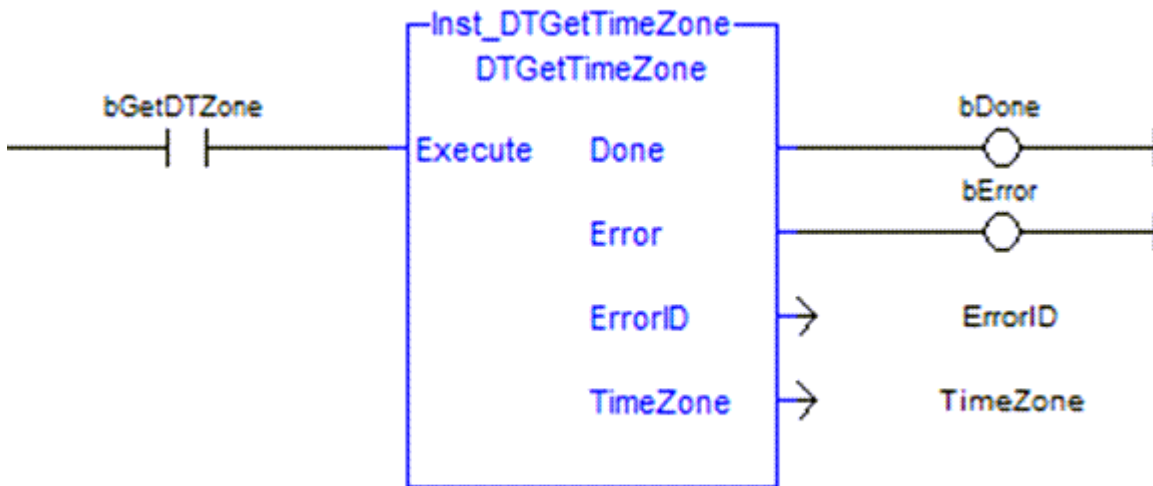 Inst_DTGetTimeZone
DTGetTimeZone
bGetDTZone
bDone
Execute Done
bError
Error
ErrorID ErrorID
TimeZone TimeZone